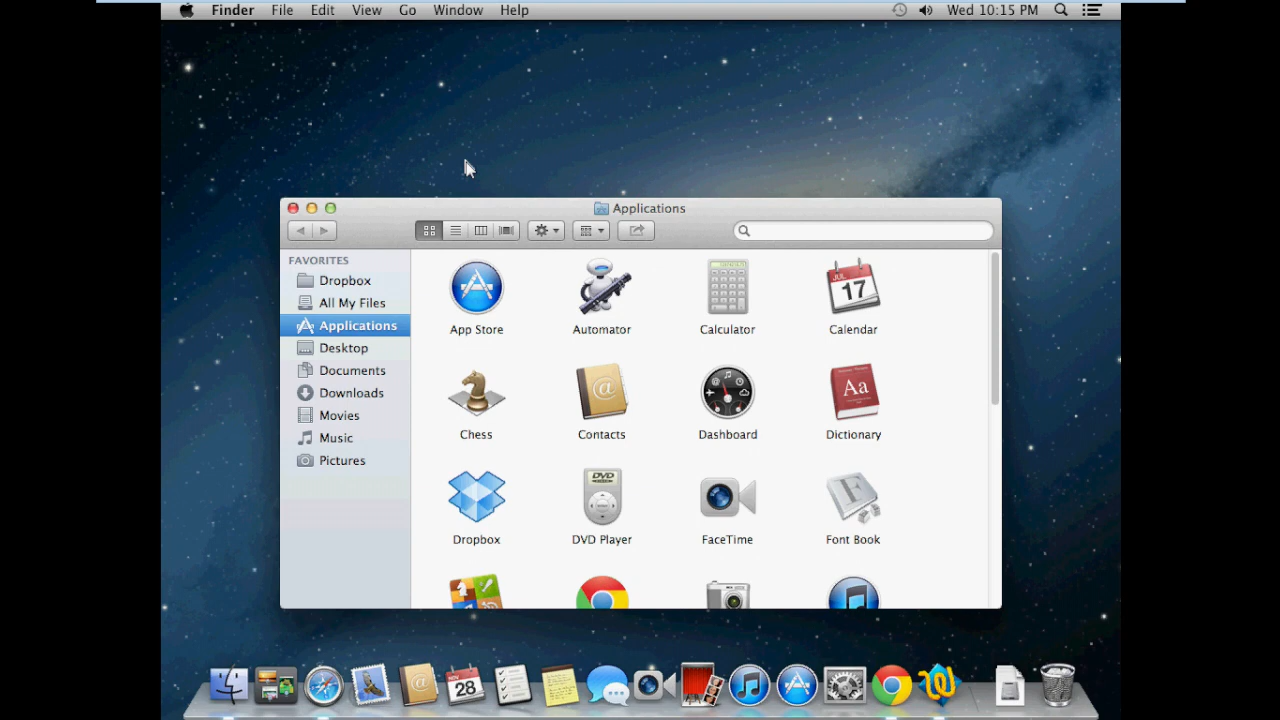 Finder File Edit View Go Window Help Wed 10:15 PM
Applications
FAVORITES
Dropbox
All My Files
Applications
Desktop
Documents
Downloads
Movies
Music
Pictures
App Store Automator Calculator Calendar
JUL
17
Chess Contacts Dashboard Dictionary
@
Aa
Dropbox DVD Player FaceTime Font Book
DVD
F
NOV
28
@